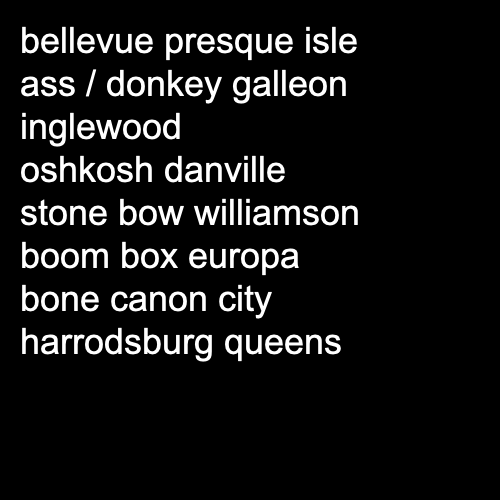 bellevue presque isle
ass / donkey galleon
inglewood
oshkosh danville
stone bow williamson
boom box europa
bone canon city
harrodsburg queens